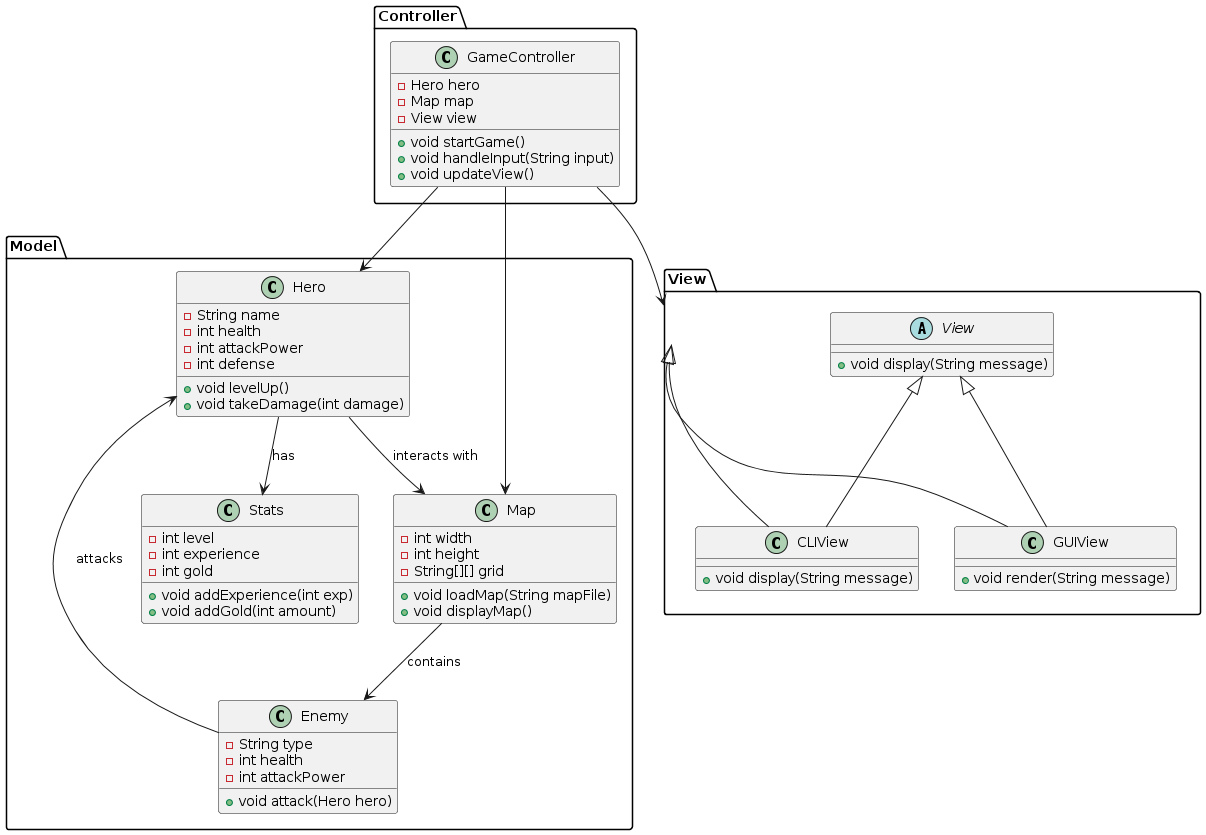 Controller
GameController
Hero hero
Map map
View view
void startGame()
void handleInput(String input)
void updateView()
Model
Hero
String name
int health
int attackPower
int defense
void levelUp()
void takeDamage(int damage)
View
View
void display(String message)
has
interacts with
Stats
int level
int experience
int gold
void addExperience(int exp)
void addGold(int amount)
Map
int width
int height
String[][] grid
void loadMap(String mapFile)
void displayMap()
CLIView
void display(String message)
GUIView
void render(String message)
attacks
contains
Enemy
String type
int health
int attackPower
void attack(Hero hero)